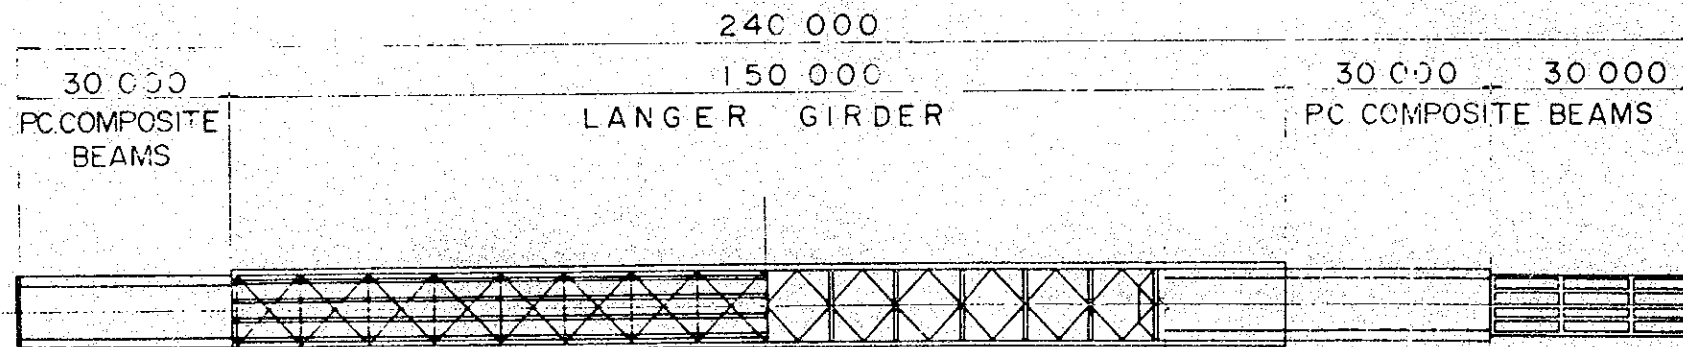 240 000
30 000 150 000 30 000 30 000
PC.COMPOSITE BEAMS LANGER GIRDER PC COMPOSITE BEAMS